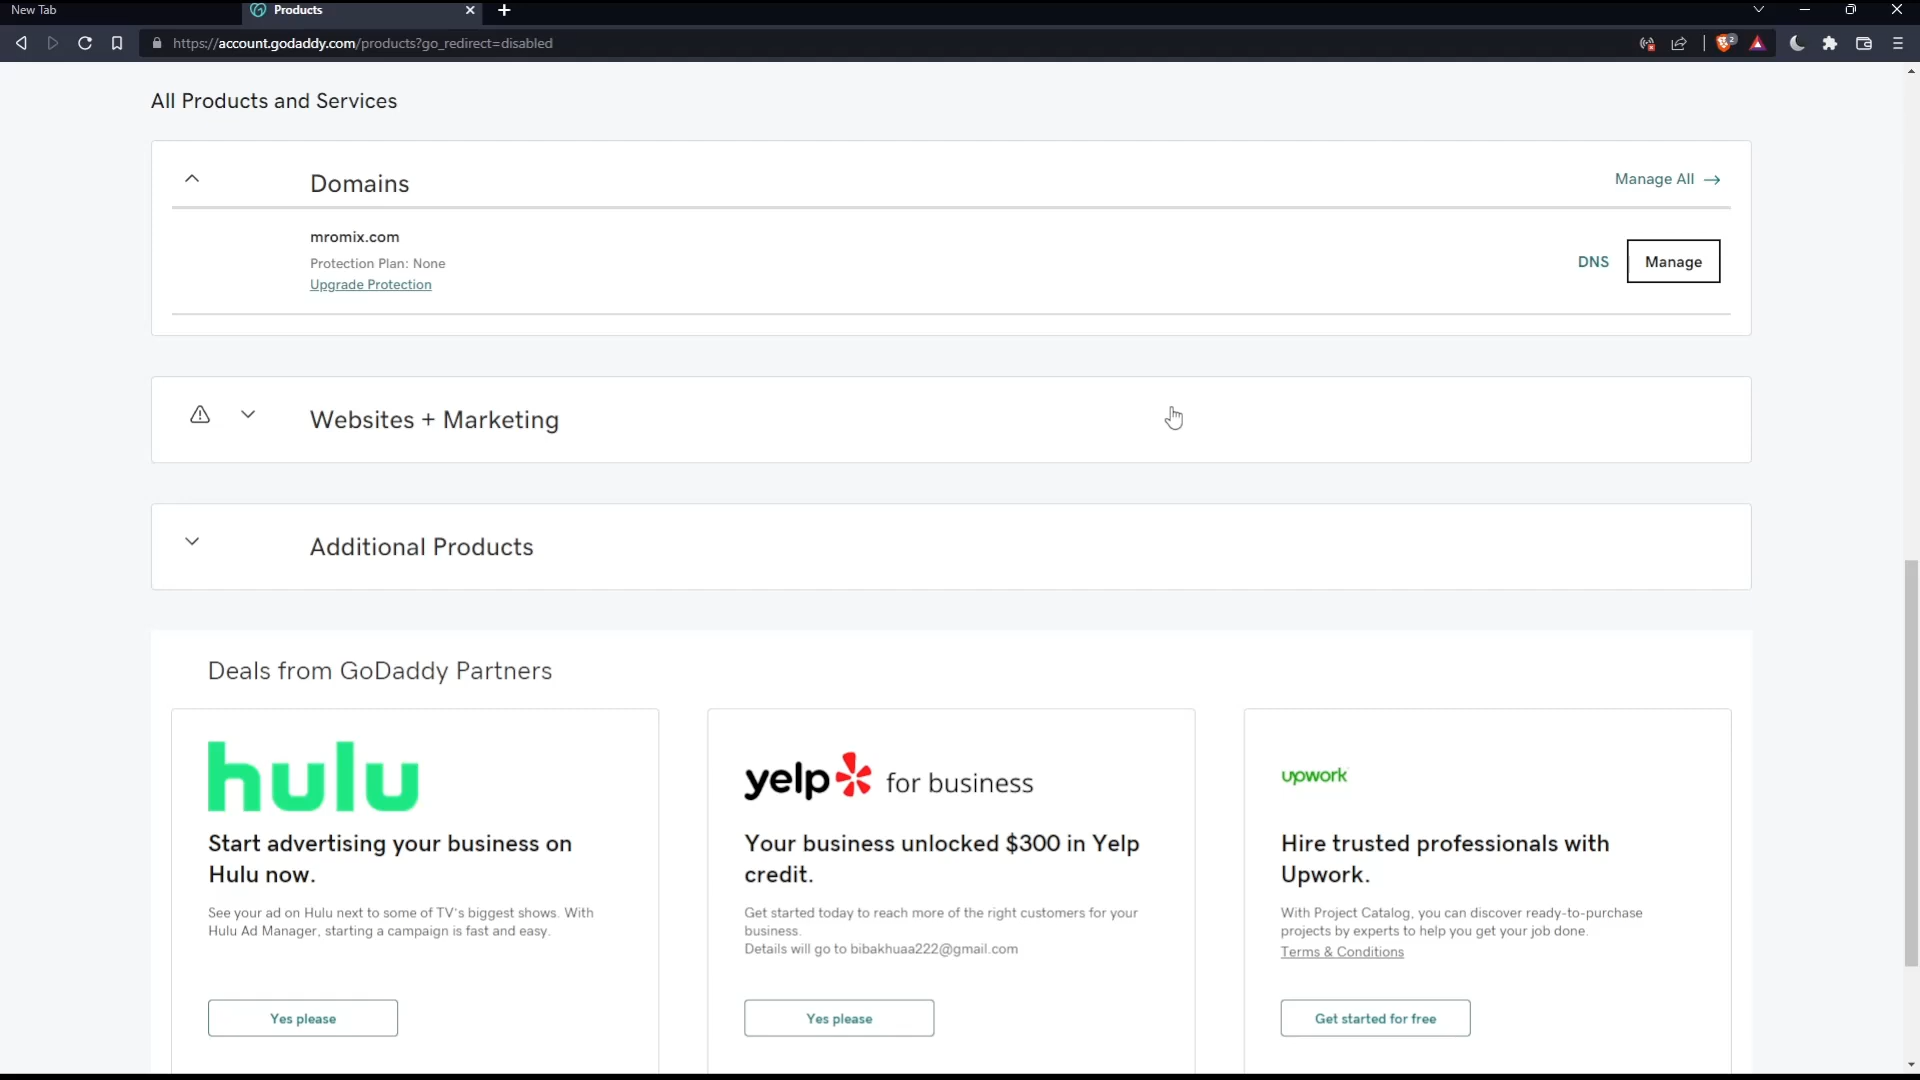 New Tab
Products
https://account.godaddy.com/products?go_redirect=disabled
2
All Products and Services
Domains
Manage All →
mromix.com
Protection Plan: None
Upgrade Protection
DNS
Manage
Websites + Marketing
Additional Products
Deals from GoDaddy Partners
hulu
Start advertising your business on
Hulu now.
See your ad on Hulu next to some of TV's biggest shows. With
Hulu Ad Manager, starting a campaign is fast and easy.
Yes please
yelp for business
Your business unlocked $300 in Yelp
credit.
Get started today to reach more of the right customers for your
business.
Details will go to bibakhuaa222@gmail.com
Yes please
upwork
Hire trusted professionals with
Upwork.
With Project Catalog, you can discover ready-to-purchase
projects by experts to help you get your job done.
Terms & Conditions
Get started for free